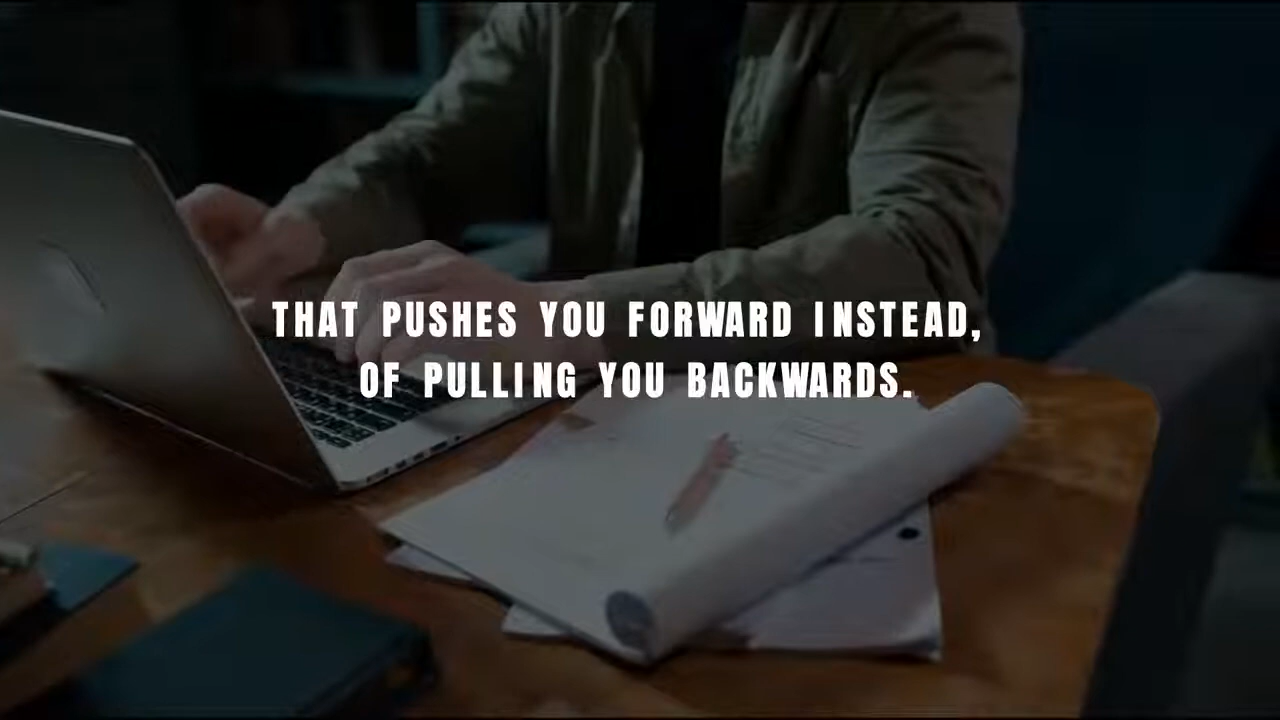 THAT PUSHES YOU FORWARD INSTEAD,
OF PULLING YOU BACKWARDS.